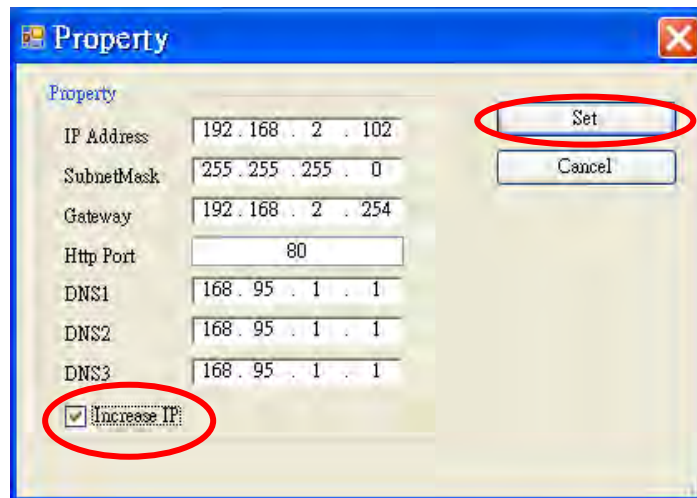 Property
Property
IP Address 192 . 168 . 2 . 102
SubnetMask 255 . 255 . 255 . 0
Gateway 192 . 168 . 2 . 254
Http Port 80
DNS1 168 . 95 . 1 . 1
DNS2 168 . 95 . 1 . 1
DNS3 168 . 95 . 1 . 1
Increase IP
Set
Cancel